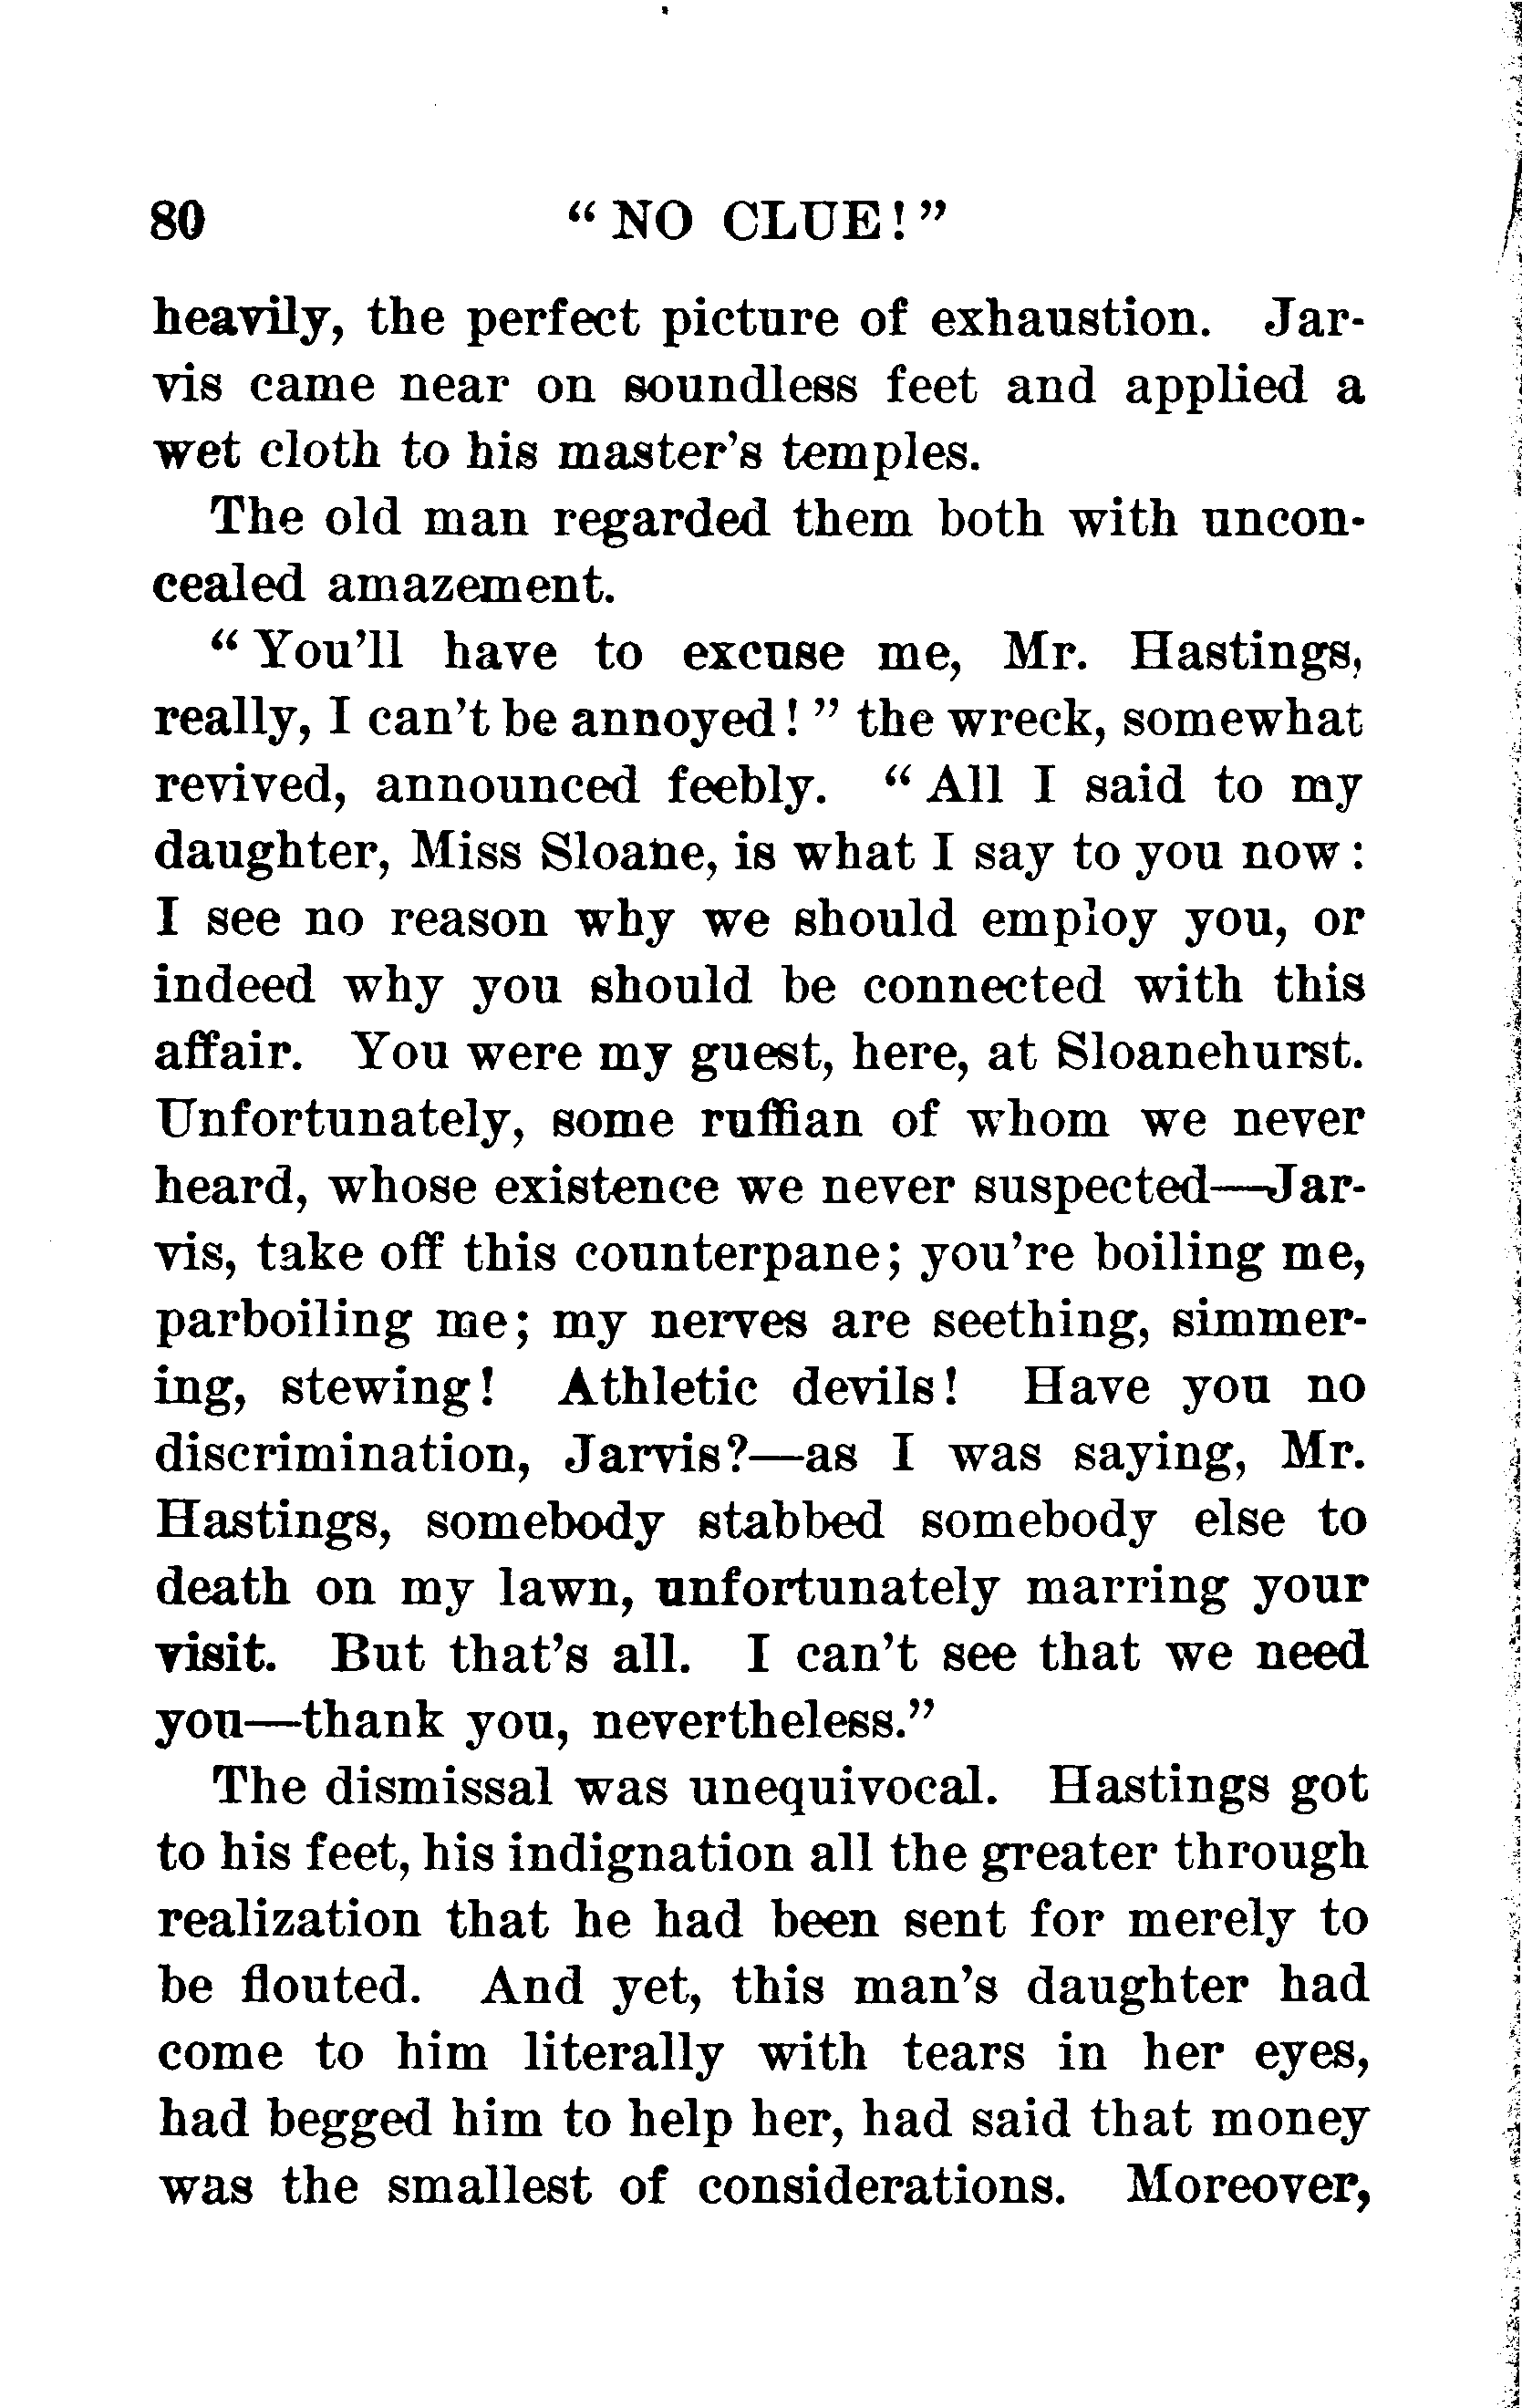 80 “ NO CLUE! ”
heavily, the perfect picture of exhaustion. Jar-
vis came near on soundless feet and applied a
wet cloth to his master’s temples.
The old man regarded them both with uncon-
cealed amazement.
“ You’ll have to excuse me, Mr. Hastings,
really, I can’t be annoyed! ” the wreck, somewhat
revived, announced feebly. “ All I said to my
daughter, Miss Sloane, is what I say to you now:
I see no reason why we should employ you, or
indeed why you should be connected with this
affair. You were my guest, here, at Sloanehurst.
Unfortunately, some ruffian of whom we never
heard, whose existence we never suspected—Jar-
vis, take off this counterpane; you’re boiling me,
parboiling me; my nerves are seething, simmer-
ing, stewing! Athletic devils! Have you no
discrimination, Jarvis?—as I was saying, Mr.
Hastings, somebody stabbed somebody else to
death on my lawn, unfortunately marring your
visit. But that’s all. I can’t see that we need
you—thank you, nevertheless.”
The dismissal was unequivocal. Hastings got
to his feet, his indignation all the greater through
realization that he had been sent for merely to
be flouted. And yet, this man’s daughter had
come to him literally with tears in her eyes,
had begged him to help her, had said that money
was the smallest of considerations. Moreover,